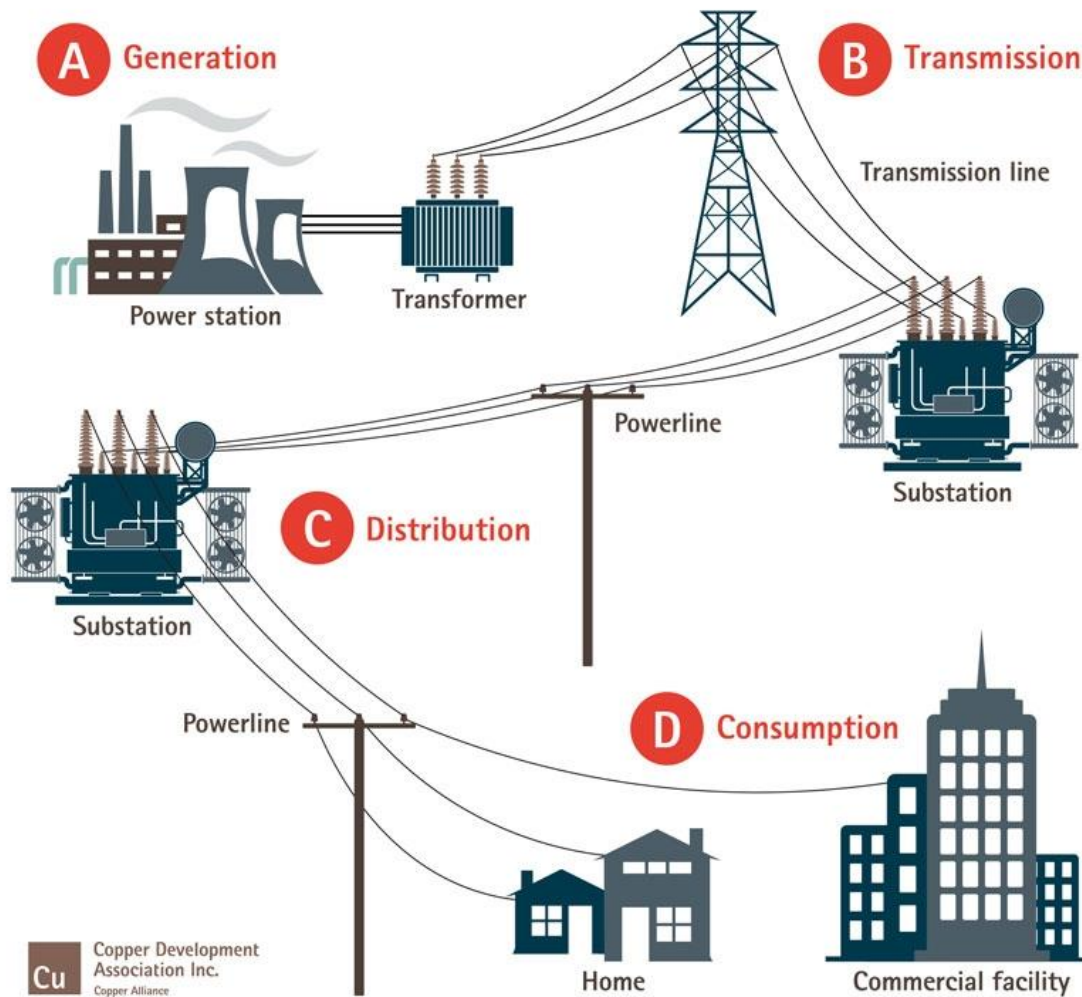 A Generation
B Transmission
Transmission line
Transformer
Power station
Powerline
Substation
C Distribution
Substation
Powerline
D Consumption
Cu
Copper Development
Association Inc.
Copper Alliance
Home
Commercial facility